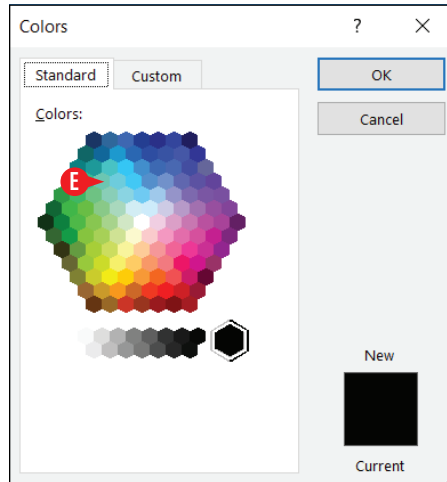 Colors ? ×
Standard Custom
OK
Cancel
Colors:
E
New
Current